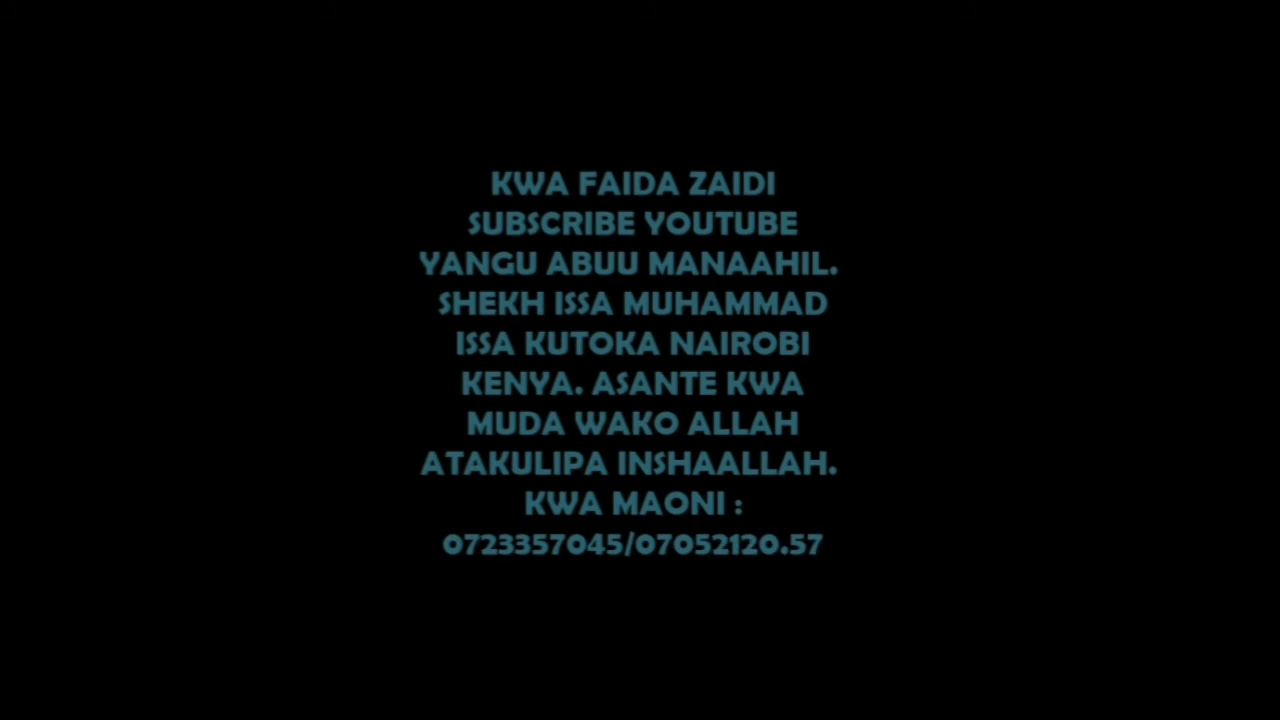 KWA FAIDA ZAIDI
SUBSCRIBE YOUTUBE
YANGU ABUU MANAAHIL.
SHEKH ISSA MUHAMMAD
ISSA KUTOKA NAIROBI
KENYA. ASANTE KWA
MUDA WAKO ALLAH
ATAKULIPA INSHAALLAH.
KWA MAONI :
0723357045/07052120.57